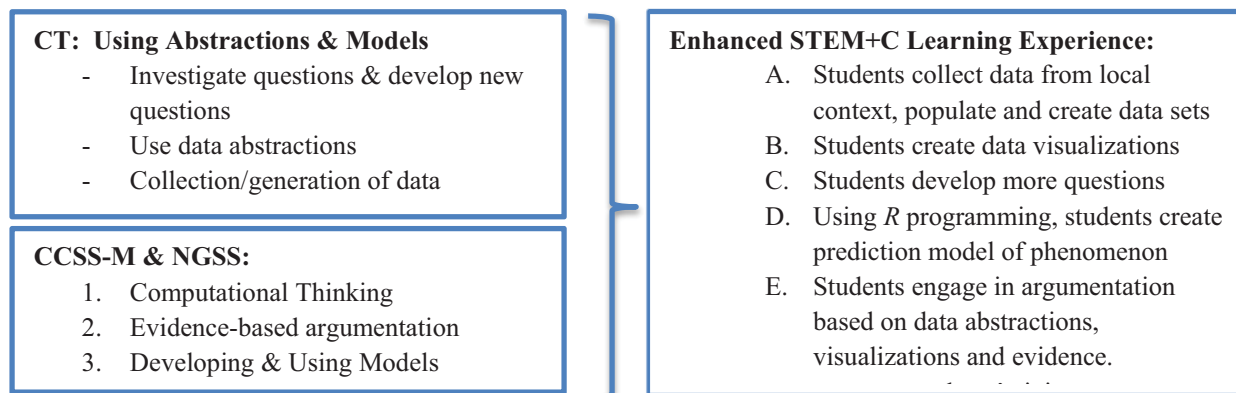 CT:  Using Abstractions & Models
- Investigate questions & develop new
questions
- Use data abstractions
- Collection/generation of data
CCSS-M & NGSS:
1. Computational Thinking
2. Evidence-based argumentation
3. Developing & Using Models
Enhanced STEM+C Learning Experience:
A. Students collect data from local
context, populate and create data sets
B. Students create data visualizations
C. Students develop more questions
D. Using R programming, students create
prediction model of phenomenon
E. Students engage in argumentation
based on data abstractions,
visualizations and evidence.